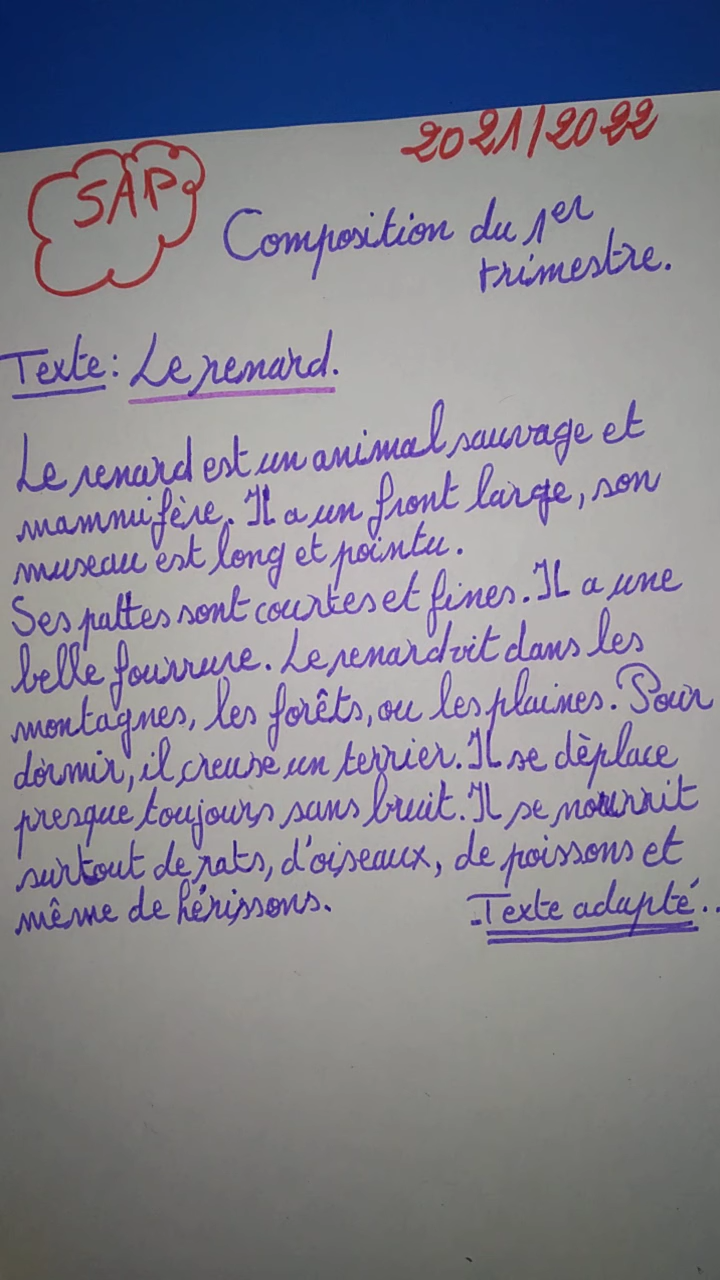 2021/2022
SAP
Composition du 1er
trimestre.
Texte: Le renard.
Le renard est un animal sauvage et
mammifère. Il a un front large, son
museau est long et pointu.
Ses pattes sont courtes et fines. Il a une
belle fourrure. Le renard vit dans les
montagnes, les forêts, ou les plaines. Pour
dormir, il creuse un terrier. Il se dèplace
presque toujours sans bruit. Il se nourrit
surtout de rats, d'oiseaux, de poissons et
même de hérissons.
Texte adapté..